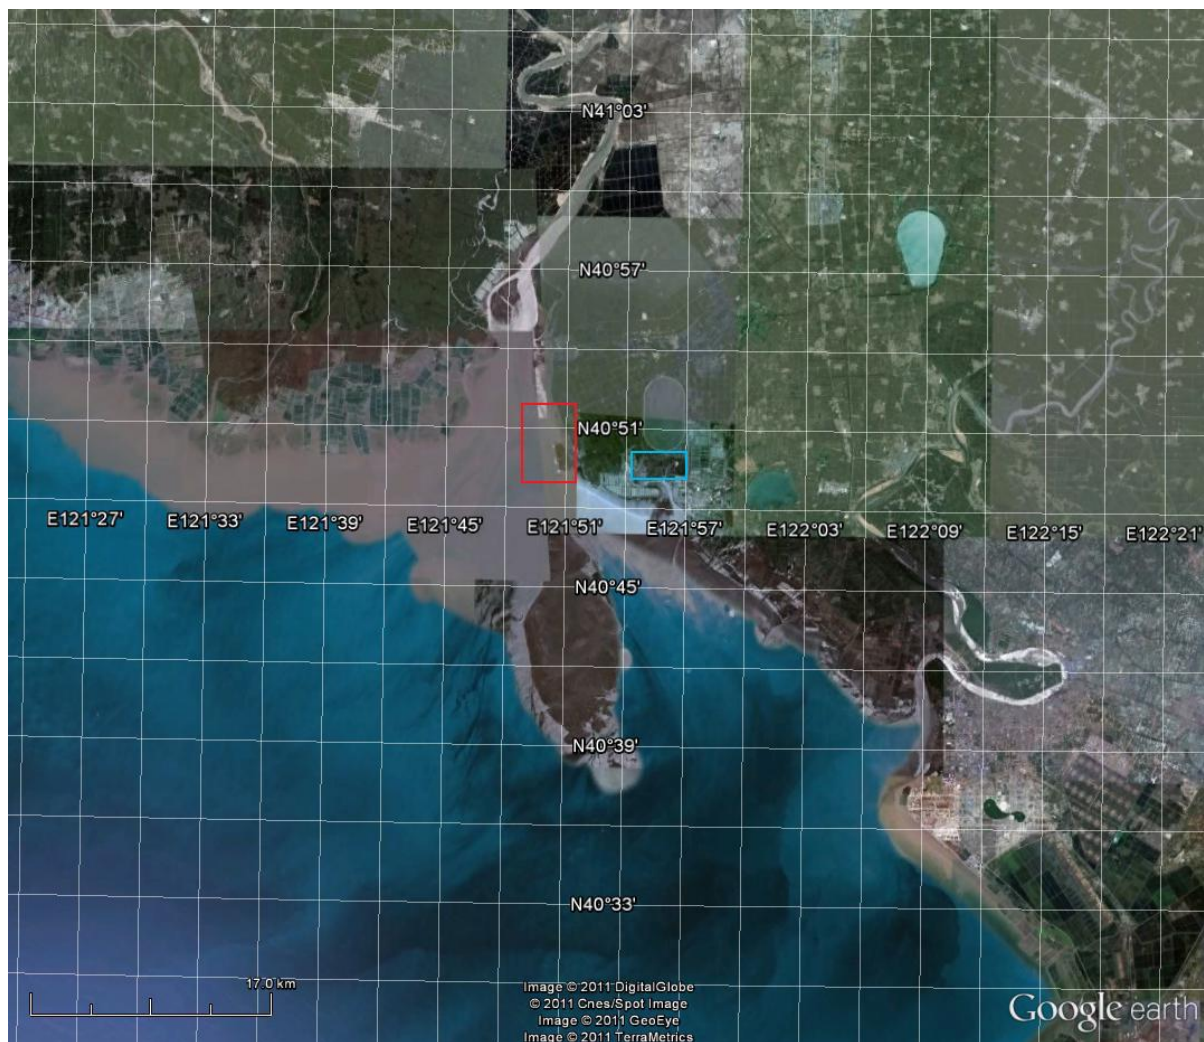 N41°03'
N40°57'
N40°51'
E121°27'
E121°33'
E121°39'
E121°45'
E121°51'
E121°57'
E122°03'
E122°09'
E122°15'
E122°21'
N40°45'
N40°39'
N40°33'
17.0 km
Image © 2011 DigitalGlobe
© 2011 Cnes/Spot Image
Image © 2011 GeoEye
Image © 2011 TerraMetrics
Google earth